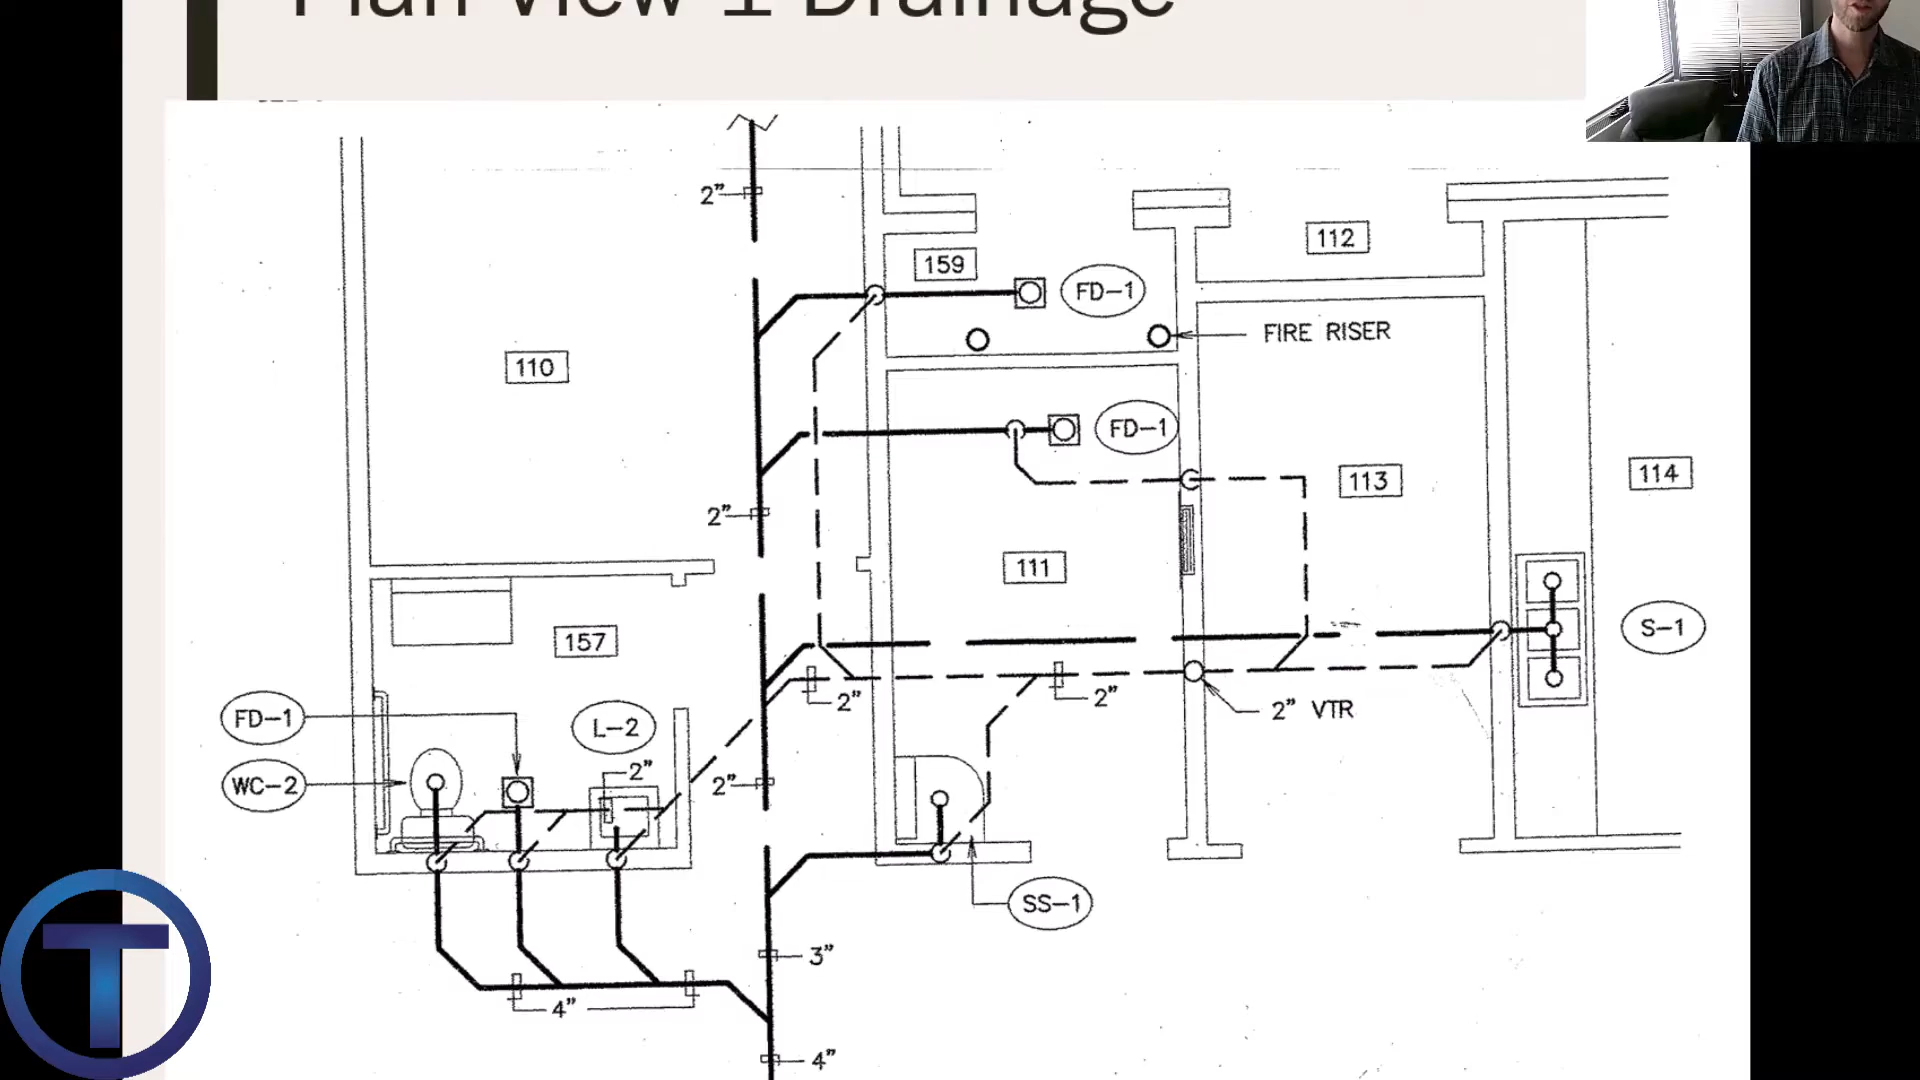 Plan View 1 Drainage
2"
159
FD-1
112
FIRE RISER
110
FD-1
113
114
2"
111
157
S-1
2"
2"
2" VTR
FD-1
L-2
2"
WC-2
2"
SS-1
3"
4"
4"
T